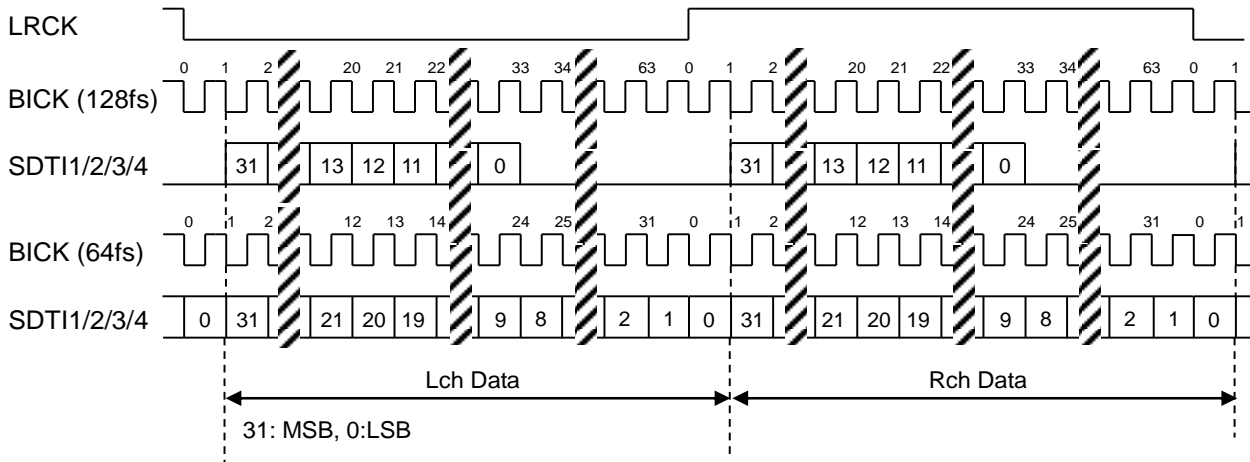 LRCK
0 1 2 20 21 22 33 34 63 0 1 2 20 21 22 33 34 63 0 1
BICK (128fs)
SDTI1/2/3/4 31 13 12 11 0 31 13 12 11 0
0 1 2 12 13 14 24 25 31 0 1 2 12 13 14 24 25 31 0 1
BICK (64fs)
SDTI1/2/3/4 0 31 21 20 19 9 8 2 1 0 31 21 20 19 9 8 2 1 0
Lch Data Rch Data
31: MSB, 0:LSB